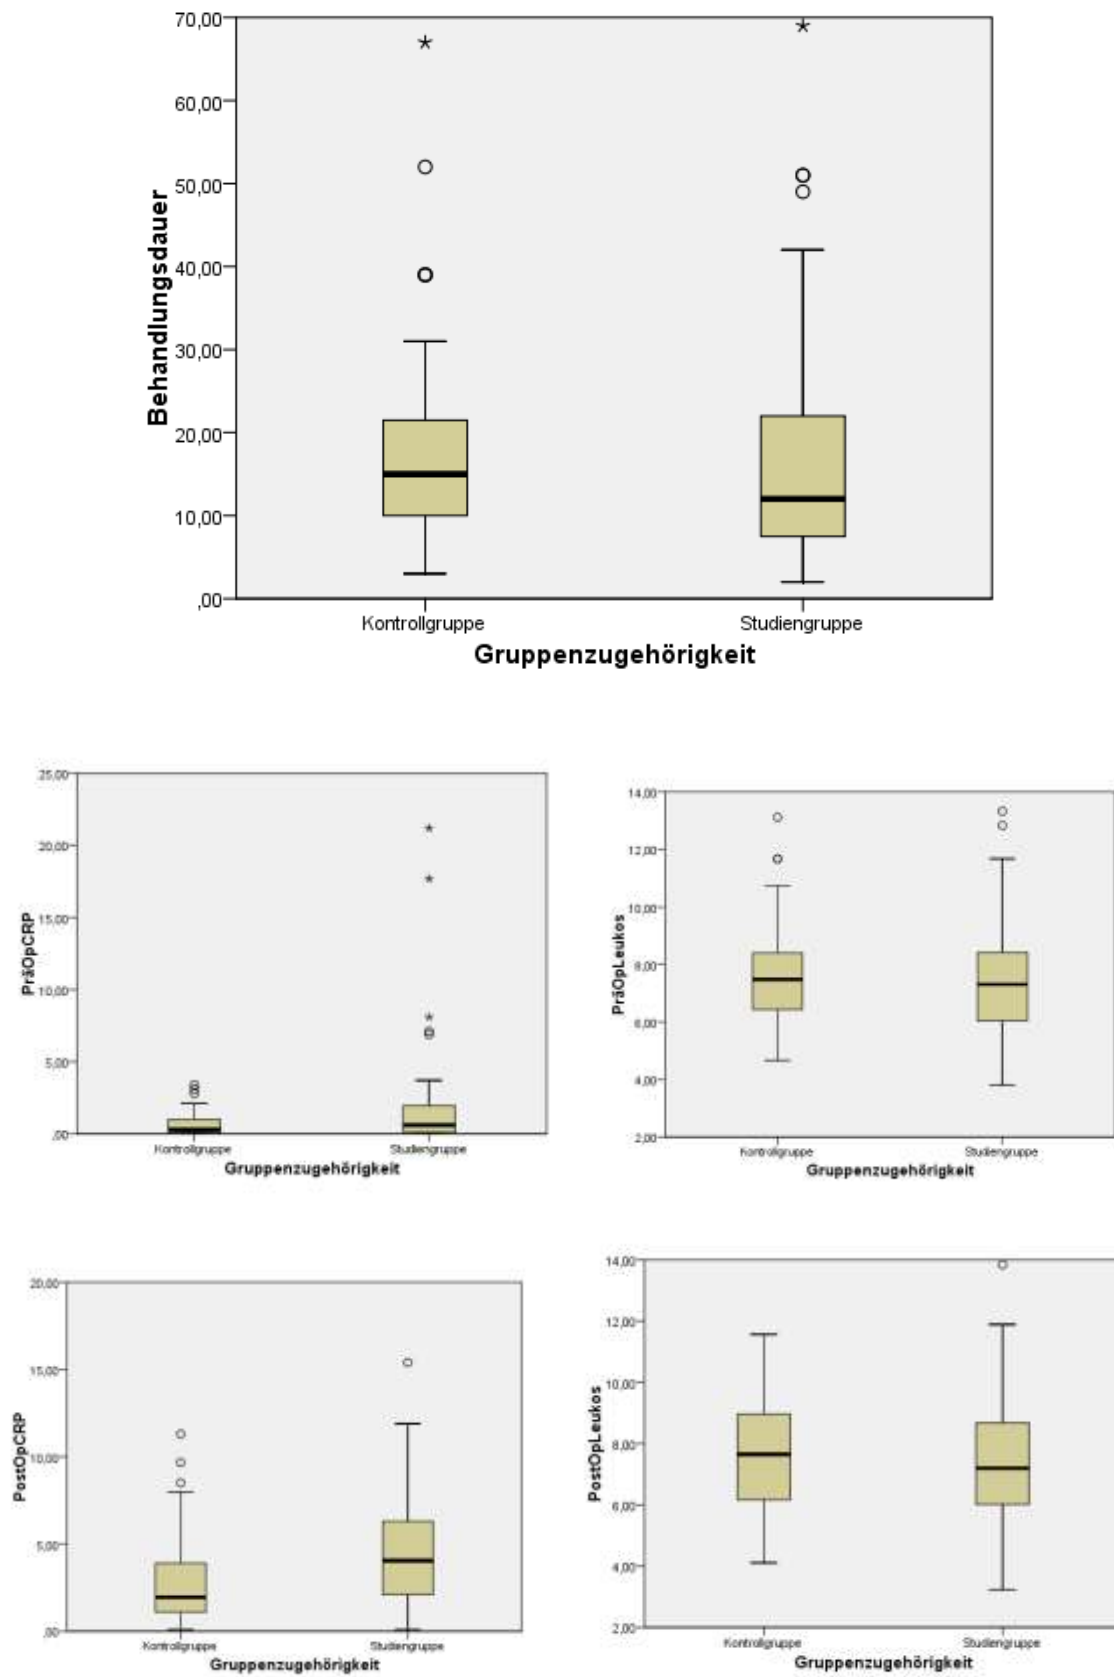 70,00
60,00
50,00
40,00
30,00
20,00
10,00
,00
Behandlungsdauer
Kontrollgruppe Studiengruppe
Gruppenzugehörigkeit
25,00
20,00
15,00
10,00
5,00
,00
PräOpCRP
Kontrollgruppe Studiengruppe
Gruppenzugehörigkeit
14,00
12,00
10,00
8,00
6,00
4,00
2,00
PräOpLeukos
Kontrollgruppe Studiengruppe
Gruppenzugehörigkeit
20,00
15,00
10,00
5,00
,00
PostOpCRP
Kontrollgruppe Studiengruppe
Gruppenzugehörigkeit
14,00
12,00
10,00
8,00
6,00
4,00
2,00
PostOpLeukos
Kontrollgruppe Studiengruppe
Gruppenzugehörigkeit